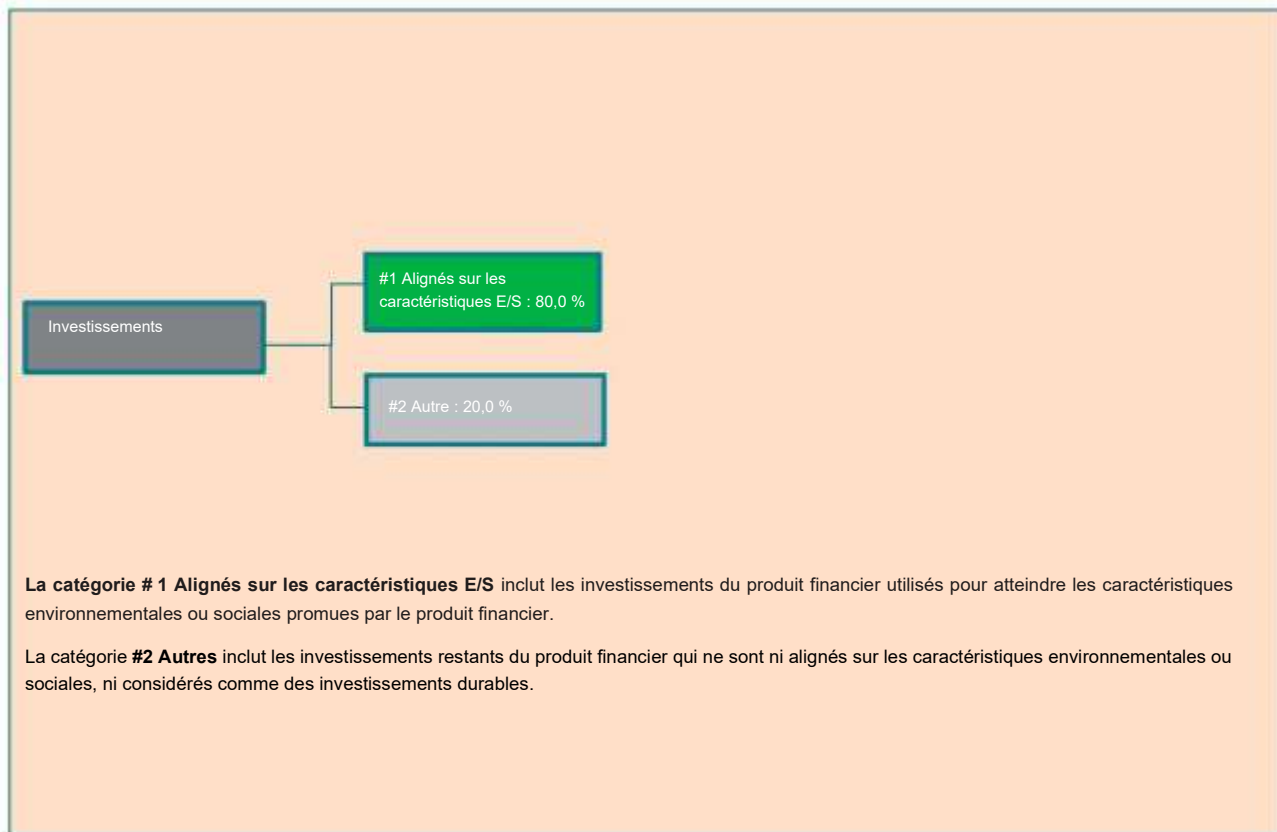 #1 Alignés sur les
caractéristiques E/S : 80,0 %
Investissements
#2 Autre : 20,0 %
La catégorie # 1 Alignés sur les caractéristiques E/S inclut les investissements du produit financier utilisés pour atteindre les caractéristiques
environnementales ou sociales promues par le produit financier.
La catégorie #2 Autres inclut les investissements restants du produit financier qui ne sont ni alignés sur les caractéristiques environnementales ou
sociales, ni considérés comme des investissements durables.